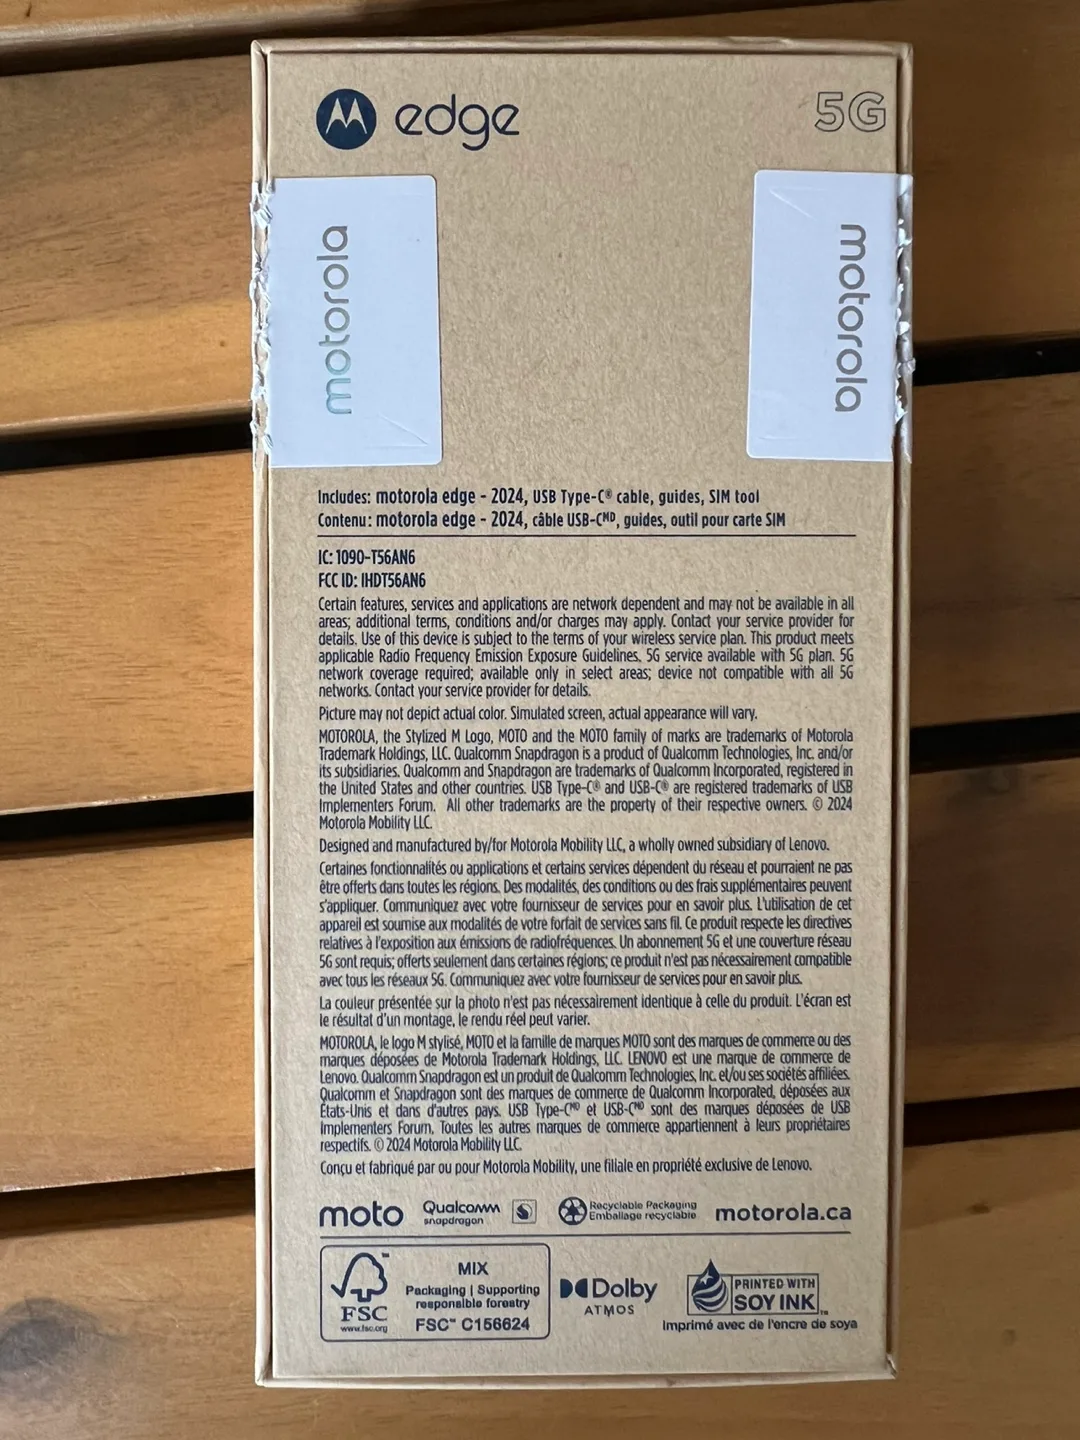 edge
5G
motorola
motorola
Includes: motorola edge - 2024, USB Type-C® cable, guides, SIM tool
Contenu: motorola edge - 2024, câble USB-Cᴹᴰ, guides, outil pour carte SIM
IC: 1090-T56AN6
FCC ID: IHDT56AN6
Certain features, services and applications are network dependent and may not be available in all
areas; additional terms, conditions and/or charges may apply. Contact your service provider for
details. Use of this device is subject to the terms of your wireless service plan. This product meets
applicable Radio Frequency Emission Exposure Guidelines. 5G service available with 5G plan. 5G
network coverage required; available only in select areas; device not compatible with all 5G
networks. Contact your service provider for details.
Picture may not depict actual color. Simulated screen, actual appearance will vary.
MOTOROLA, the Stylized M Logo, MOTO and the MOTO family of marks are trademarks of Motorola
Trademark Holdings, LLC. Qualcomm Snapdragon is a product of Qualcomm Technologies, Inc. and/or
its subsidiaries. Qualcomm and Snapdragon are trademarks of Qualcomm Incorporated, registered in
the United States and other countries. USB Type-C® and USB-C® are registered trademarks of USB
Implementers Forum. All other trademarks are the property of their respective owners. © 2024
Motorola Mobility LLC.
Designed and manufactured by/for Motorola Mobility LLC, a wholly owned subsidiary of Lenovo.
Certaines fonctionnalités ou applications et certains services dépendent du réseau et pourraient ne pas
être offerts dans toutes les régions. Des modalités, des conditions ou des frais supplémentaires peuvent
s'appliquer. Communiquez avec votre fournisseur de services pour en savoir plus. L'utilisation de cet
appareil est soumise aux modalités de votre forfait de services sans fil. Ce produit respecte les directives
relatives à l'exposition aux émissions de radiofréquences. Un abonnement 5G et une couverture réseau
5G sont requis; offerts seulement dans certaines régions; ce produit n'est pas nécessairement compatible
avec tous les réseaux 5G. Communiquez avec votre fournisseur de services pour en savoir plus.
La couleur présentée sur la photo n'est pas nécessairement identique à celle du produit. L'écran est
le résultat d'un montage, le rendu réel peut varier.
MOTOROLA, le logo M stylisé, MOTO et la famille de marques MOTO sont des marques de commerce ou des
marques déposées de Motorola Trademark Holdings, LLC. LENOVO est une marque de commerce de
Lenovo. Qualcomm Snapdragon est un produit de Qualcomm Technologies, Inc. et/ou ses sociétés affiliées.
Qualcomm et Snapdragon sont des marques de commerce de Qualcomm Incorporated, déposées aux
États-Unis et dans d'autres pays. USB Type-Cᴹᴰ et USB-Cᴹᴰ sont des marques déposées de USB
Implementers Forum. Toutes les autres marques de commerce appartiennent à leurs propriétaires
respectifs. © 2024 Motorola Mobility LLC.
Conçu et fabriqué par ou pour Motorola Mobility, une filiale en propriété exclusive de Lenovo.
moto
Qualcomm
snapdragon
Recyclable Packaging
Emballage recyclable
motorola.ca
FSC
www.fsc.org
MIX
Packaging | Supporting
responsible forestry
FSC™ C156624
Dolby
ATMOS
PRINTED WITH
SOY INK™
Imprimé avec de l'encre de soya